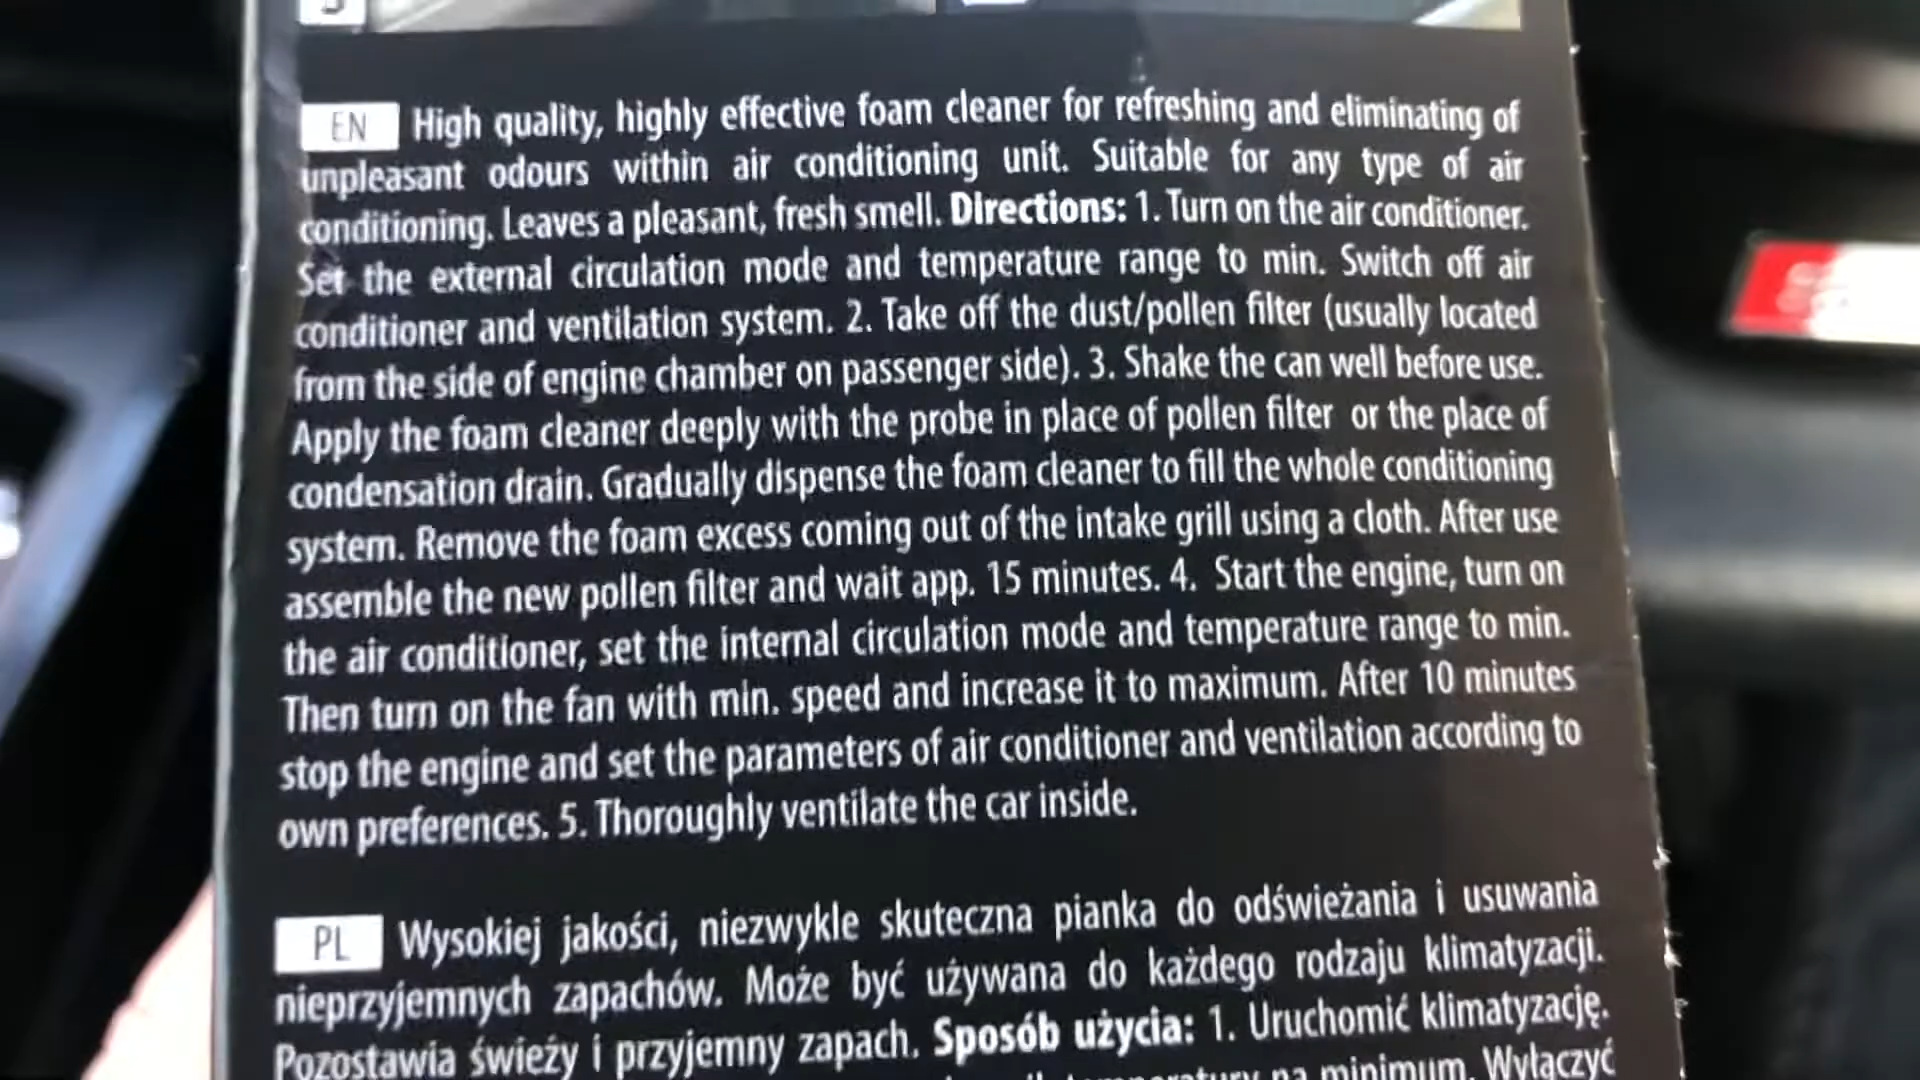 EN High quality, highly effective foam cleaner for refreshing and eliminating of
unpleasant odours within air conditioning unit. Suitable for any type of air
conditioning. Leaves a pleasant, fresh smell. Directions: 1. Turn on the air conditioner.
Set the external circulation mode and temperature range to min. Switch off air
conditioner and ventilation system. 2. Take off the dust/pollen filter (usually located
from the side of engine chamber on passenger side). 3. Shake the can well before use.
Apply the foam cleaner deeply with the probe in place of pollen filter or the place of
condensation drain. Gradually dispense the foam cleaner to fill the whole conditioning
system. Remove the foam excess coming out of the intake grill using a cloth. After use
assemble the new pollen filter and wait app. 15 minutes. 4. Start the engine, turn on
the air conditioner, set the internal circulation mode and temperature range to min.
Then turn on the fan with min. speed and increase it to maximum. After 10 minutes
stop the engine and set the parameters of air conditioner and ventilation according to
own preferences. 5. Thoroughly ventilate the car inside.
PL Wysokiej jakości, niezwykle skuteczna pianka do odświeżania i usuwania
nieprzyjemnych zapachów. Może być używana do każdego rodzaju klimatyzacji.
Pozostawia świeży i przyjemny zapach. Sposób użycia: 1. Uruchomić klimatyzację.
temperatury na minimum. Wyłączyć